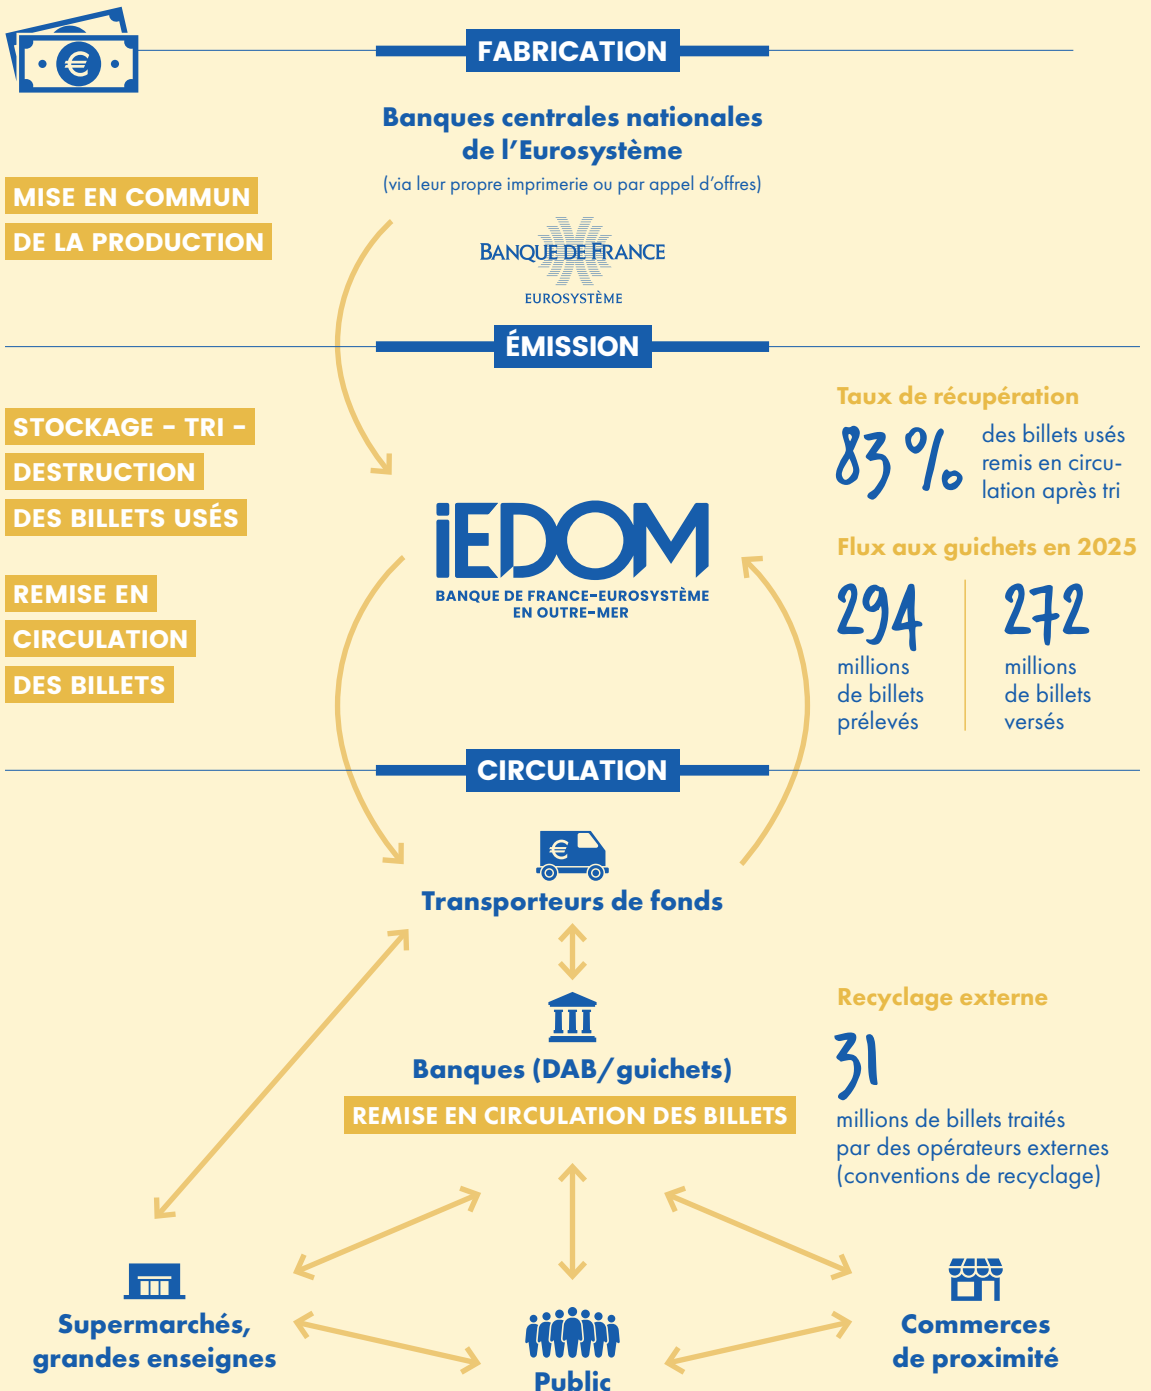 FABRICATION
Banques centrales nationales
de l'Eurosystème
(via leur propre imprimerie ou par appel d'offres)
MISE EN COMMUN
DE LA PRODUCTION
BANQUE DE FRANCE
EUROSYSTÈME
ÉMISSION
STOCKAGE - TRI -
DESTRUCTION
DES BILLETS USÉS
REMISE EN
CIRCULATION
DES BILLETS
iEDOM
BANQUE DE FRANCE-EUROSYSTÈME
EN OUTRE-MER
Taux de récupération
83 %
des billets usés
remis en circu-
lation après tri
Flux aux guichets en 2025
294
millions
de billets
prélevés
272
millions
de billets
versés
CIRCULATION
€
Transporteurs de fonds
Banques (DAB/guichets)
REMISE EN CIRCULATION DES BILLETS
Recyclage externe
31
millions de billets traités
par des opérateurs externes
(conventions de recyclage)
Supermarchés,
grandes enseignes
Public
Commerces
de proximité